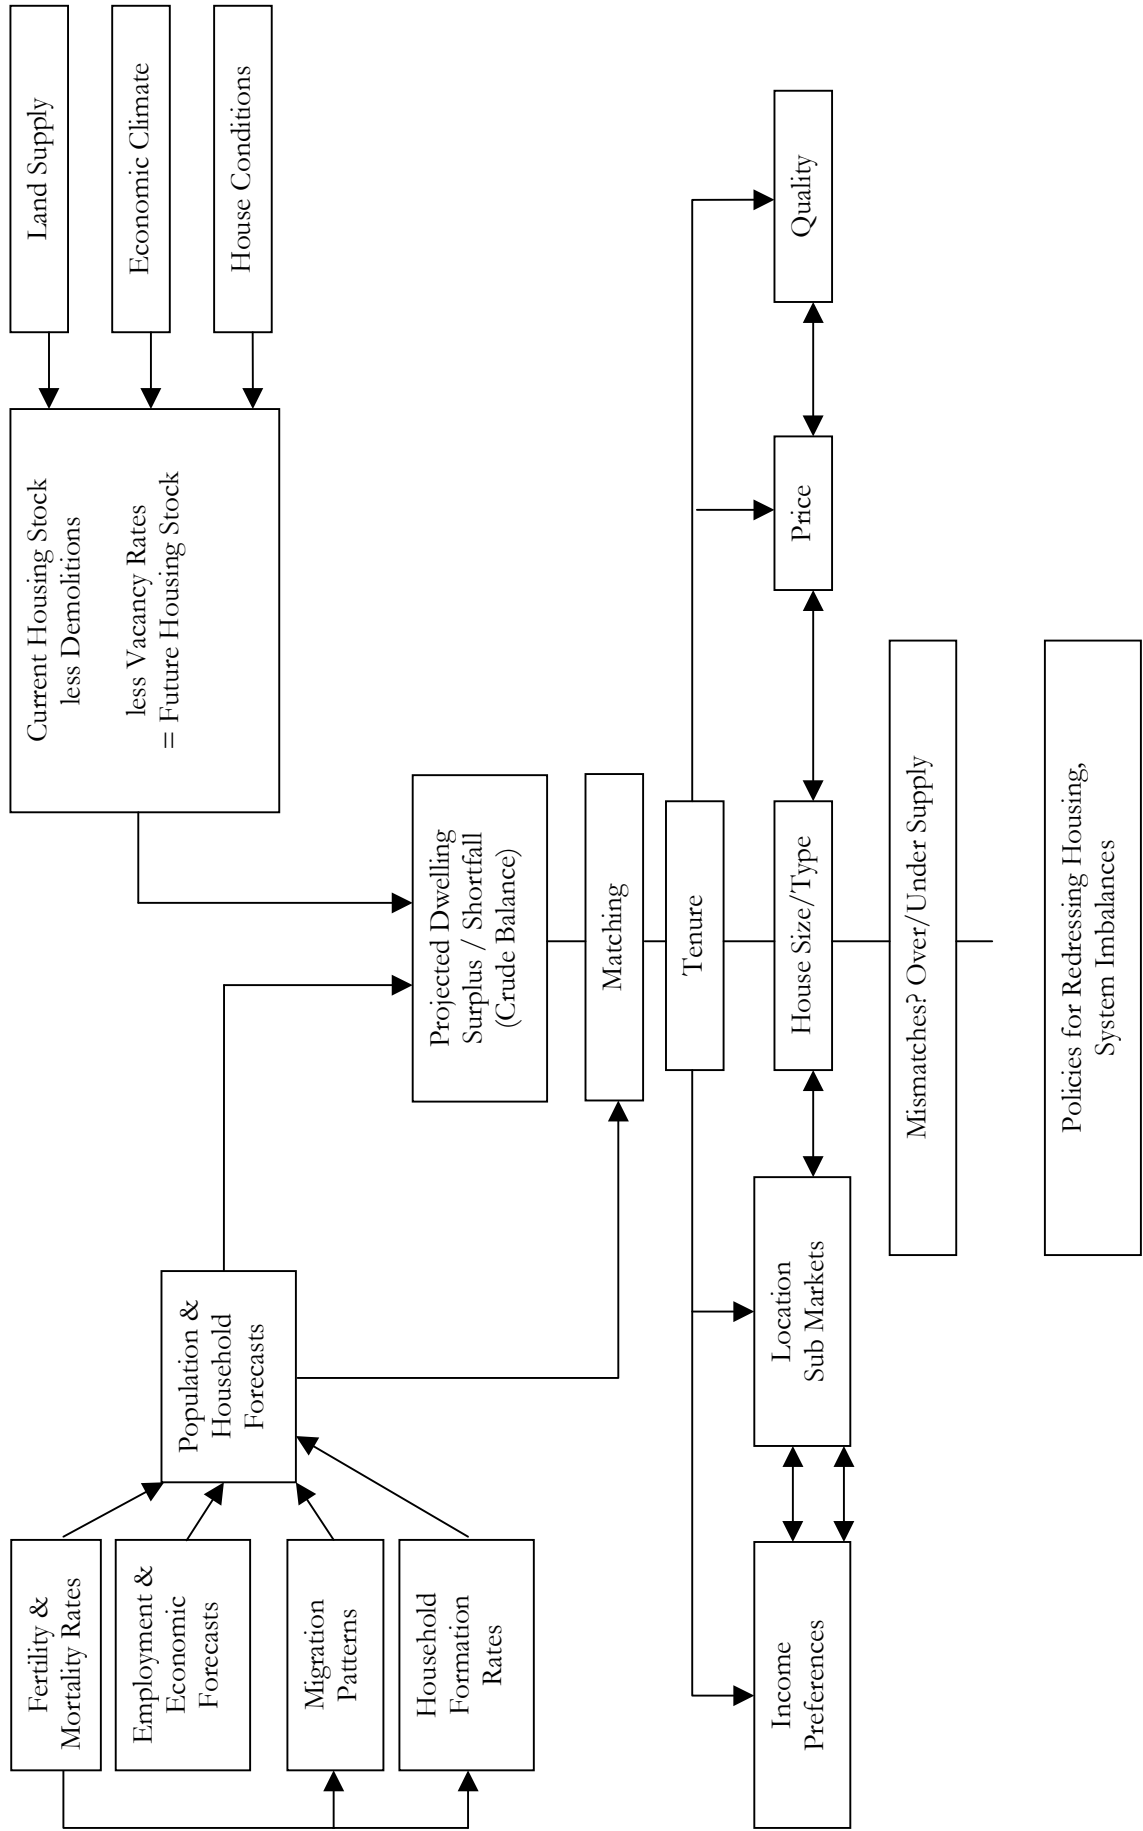 Fertility &
Mortality Rates
Employment &
Economic
Forecasts
Migration
Patterns
Household
Formation
Rates
Population &
Household
Forecasts
Current Housing Stock
less Demolitions
less Vacancy Rates
= Future Housing Stock
Land Supply
Economic Climate
House Conditions
Projected Dwelling
Surplus / Shortfall
(Crude Balance)
Matching
Tenure
Income
Preferences
Location
Sub Markets
House Size/Type
Price
Quality
Mismatches? Over/Under Supply
Policies for Redressing Housing,
System Imbalances